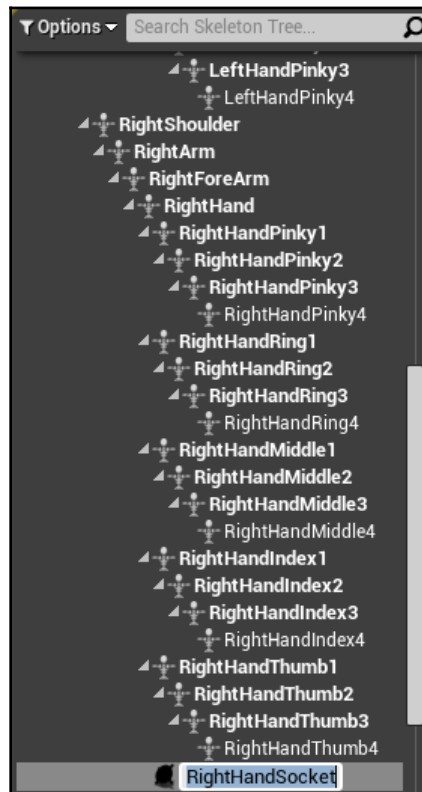 Options
Search Skeleton Tree...
LeftHandPinky3
LeftHandPinky4
RightShoulder
RightArm
RightForeArm
RightHand
RightHandPinky1
RightHandPinky2
RightHandPinky3
RightHandPinky4
RightHandRing1
RightHandRing2
RightHandRing3
RightHandRing4
RightHandMiddle1
RightHandMiddle2
RightHandMiddle3
RightHandMiddle4
RightHandIndex1
RightHandIndex2
RightHandIndex3
RightHandIndex4
RightHandThumb1
RightHandThumb2
RightHandThumb3
RightHandThumb4
RightHandSocket